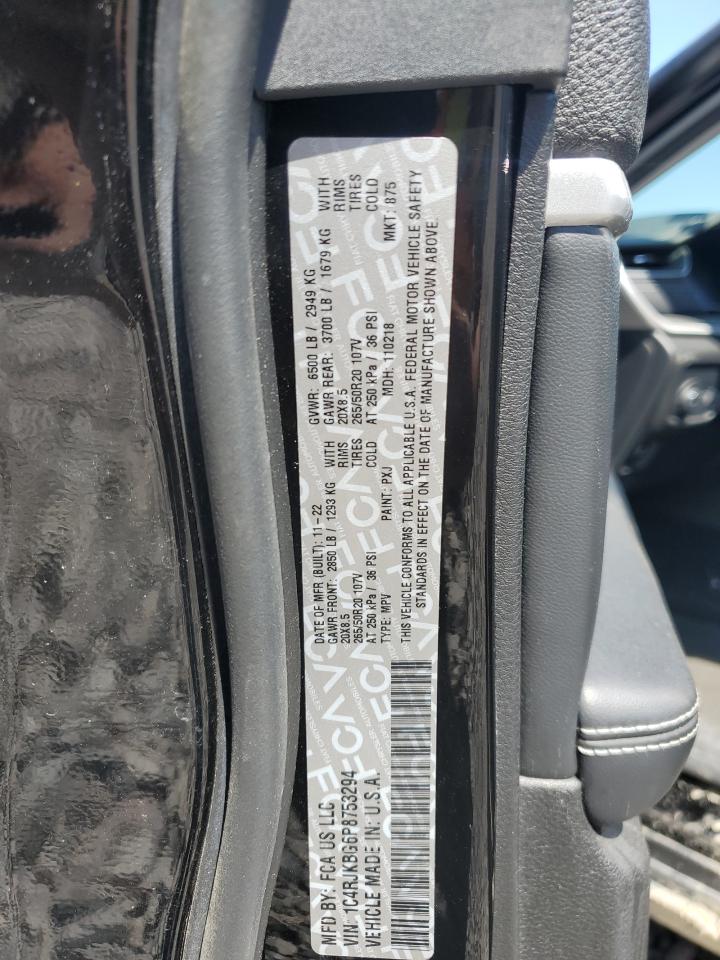 MFD BY: FCA US LLC
DATE OF MFR (BUILT): 11-22
GVWR: 6500 LB / 2949 KG
GAWR FRONT: 2850 LB / 1293 KG WITH
GAWR REAR: 3700 LB / 1679 KG WITH
20X8.5 RIMS
20X8.5 RIMS
265/50R20 107V TIRES
265/50R20 107V TIRES
AT 250 kPa / 36 PSI COLD
AT 250 kPa / 36 PSI COLD
VIN: 1C4RJKBG6P8753294
TYPE: MPV
PAINT: PXJ
MDH: 110218
MKT: 875
VEHICLE MADE IN: U.S.A.
THIS VEHICLE CONFORMS TO ALL APPLICABLE U.S.A. FEDERAL MOTOR VEHICLE SAFETY
STANDARDS IN EFFECT ON THE DATE OF MANUFACTURE SHOWN ABOVE.